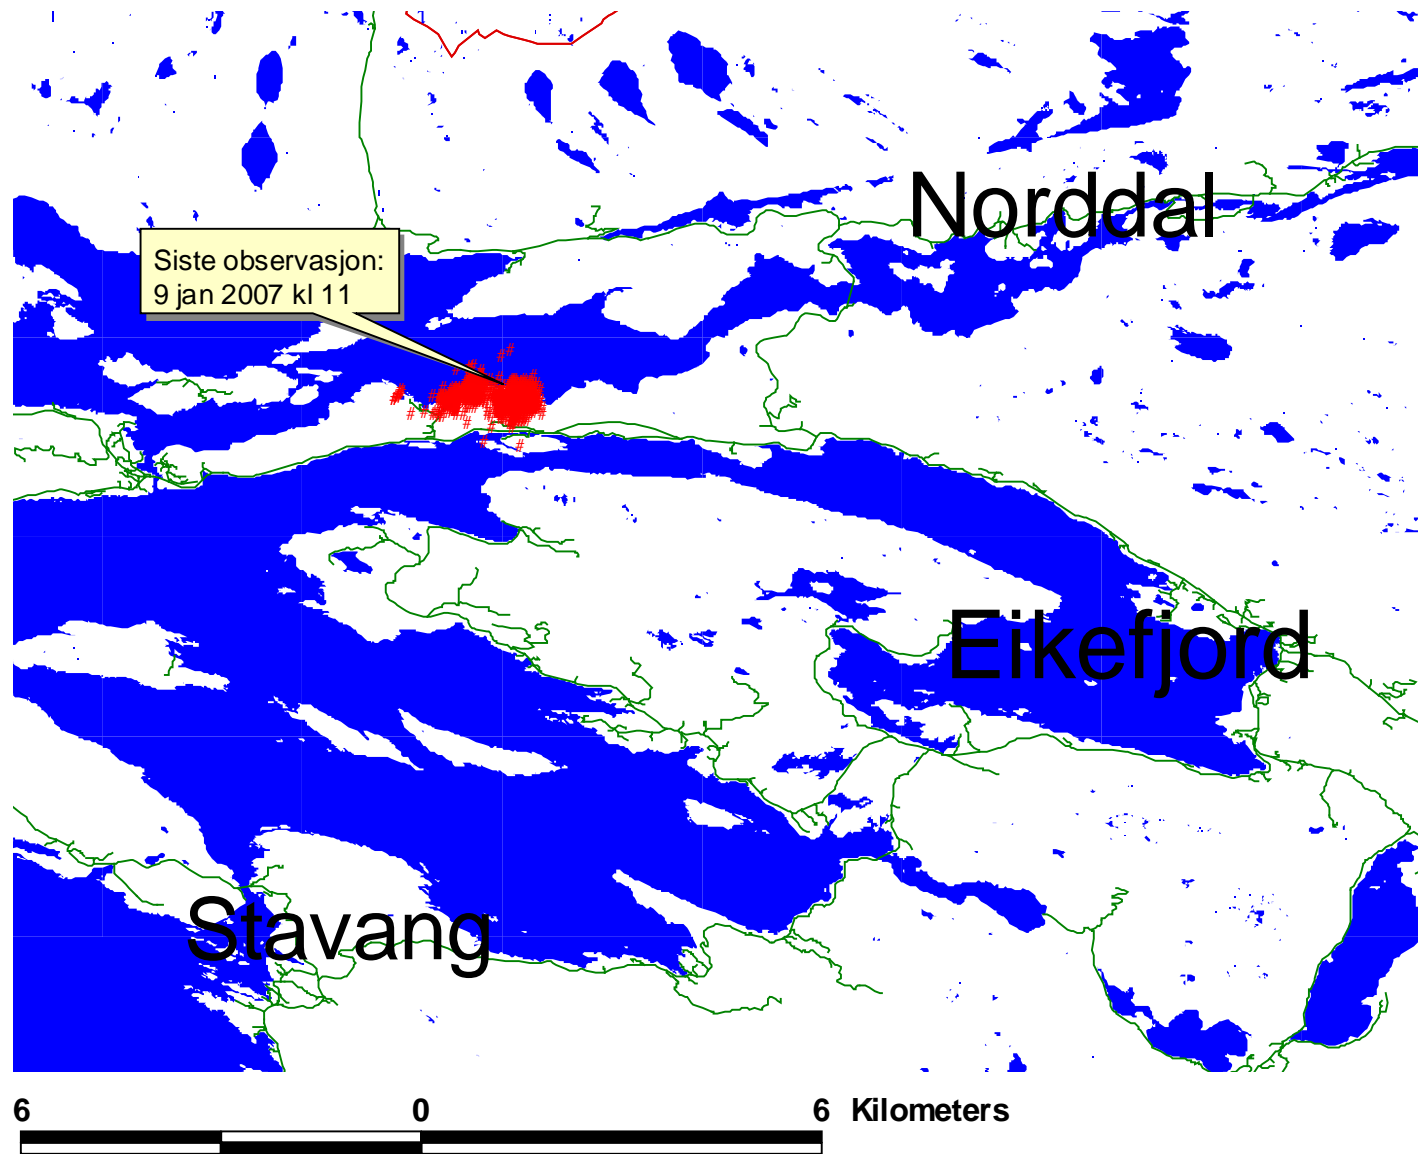 Norddal
Siste observasjon:
9 jan 2007 kl 11
Eikefjord
Stavang
6 0 6 Kilometers